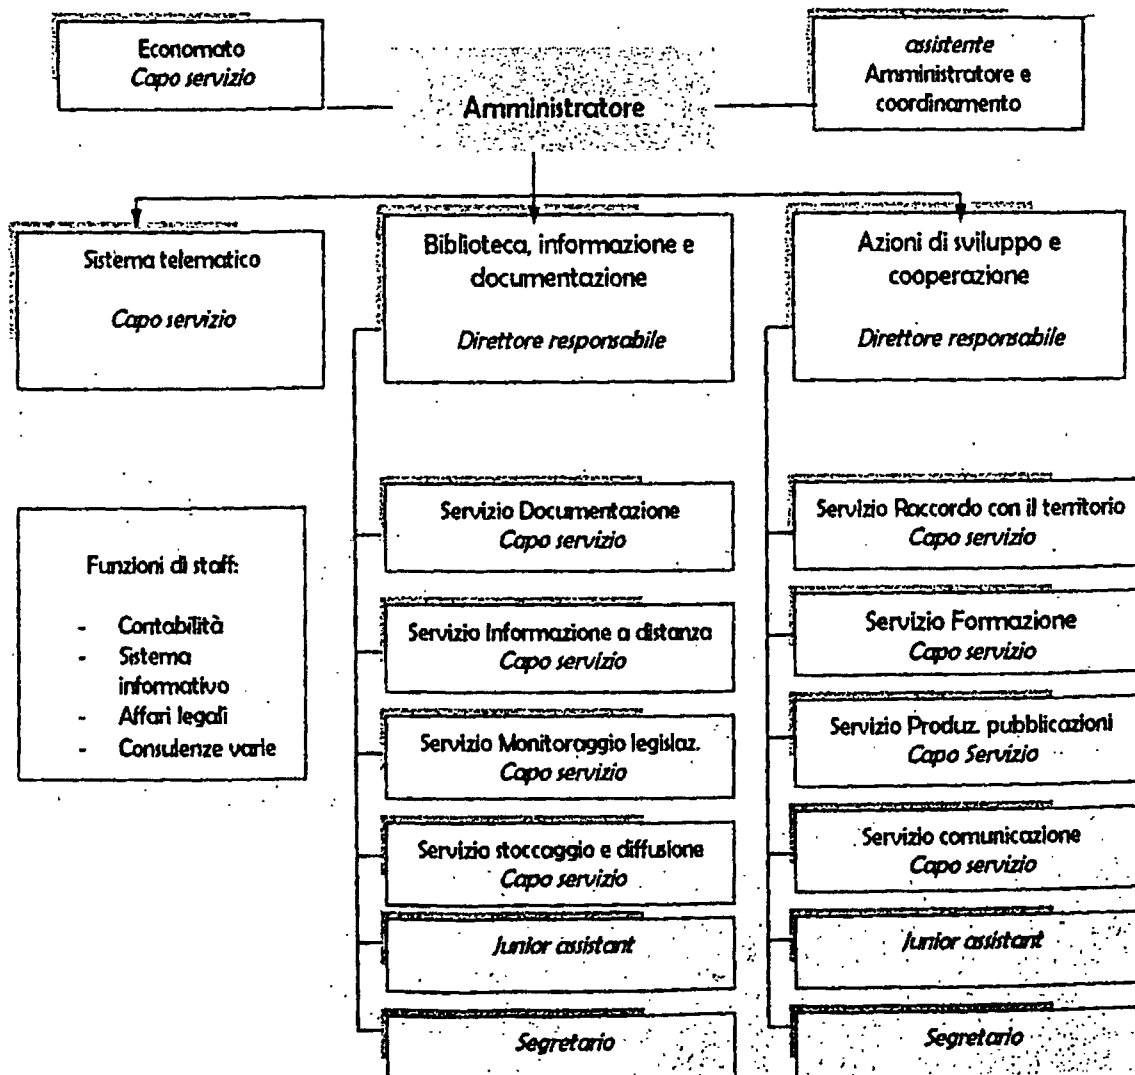 Economato
Capo servizio
Amministratore
assistente
Amministratore e
coordinamento
Sistema telematico
Capo servizio
Biblioteca, informazione e
documentazione
Direttore responsabile
Azioni di sviluppo e
cooperazione
Direttore responsabile
Funzioni di staff:
- Contabilità
- Sistema
informativo
- Affari legali
- Consulenze varie
Servizio Documentazione
Capo servizio
Servizio Informazione a distanza
Capo servizio
Servizio Monitoraggio legislaz.
Capo servizio
Servizio stoccaggio e diffusione
Capo servizio
Junior assistant
Segretario
Servizio Raccordo con il territorio
Capo servizio
Servizio Formazione
Capo servizio
Servizio Produz. pubblicazioni
Capo Servizio
Servizio comunicazione
Capo servizio
Junior assistant
Segretario